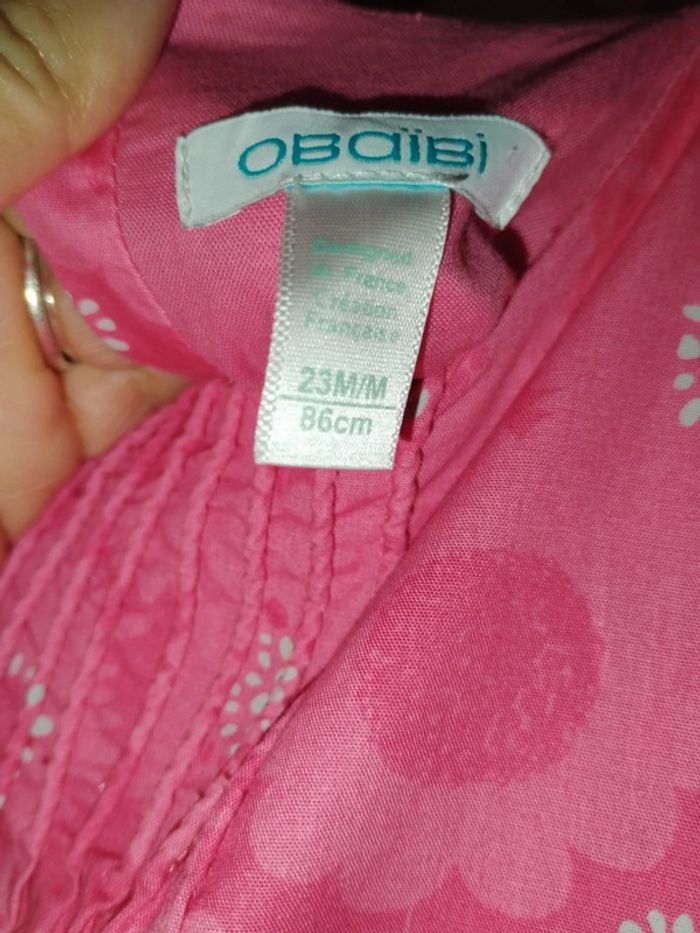 OBaïBi
Designed
in France
Création
Française
23M/M
86cm